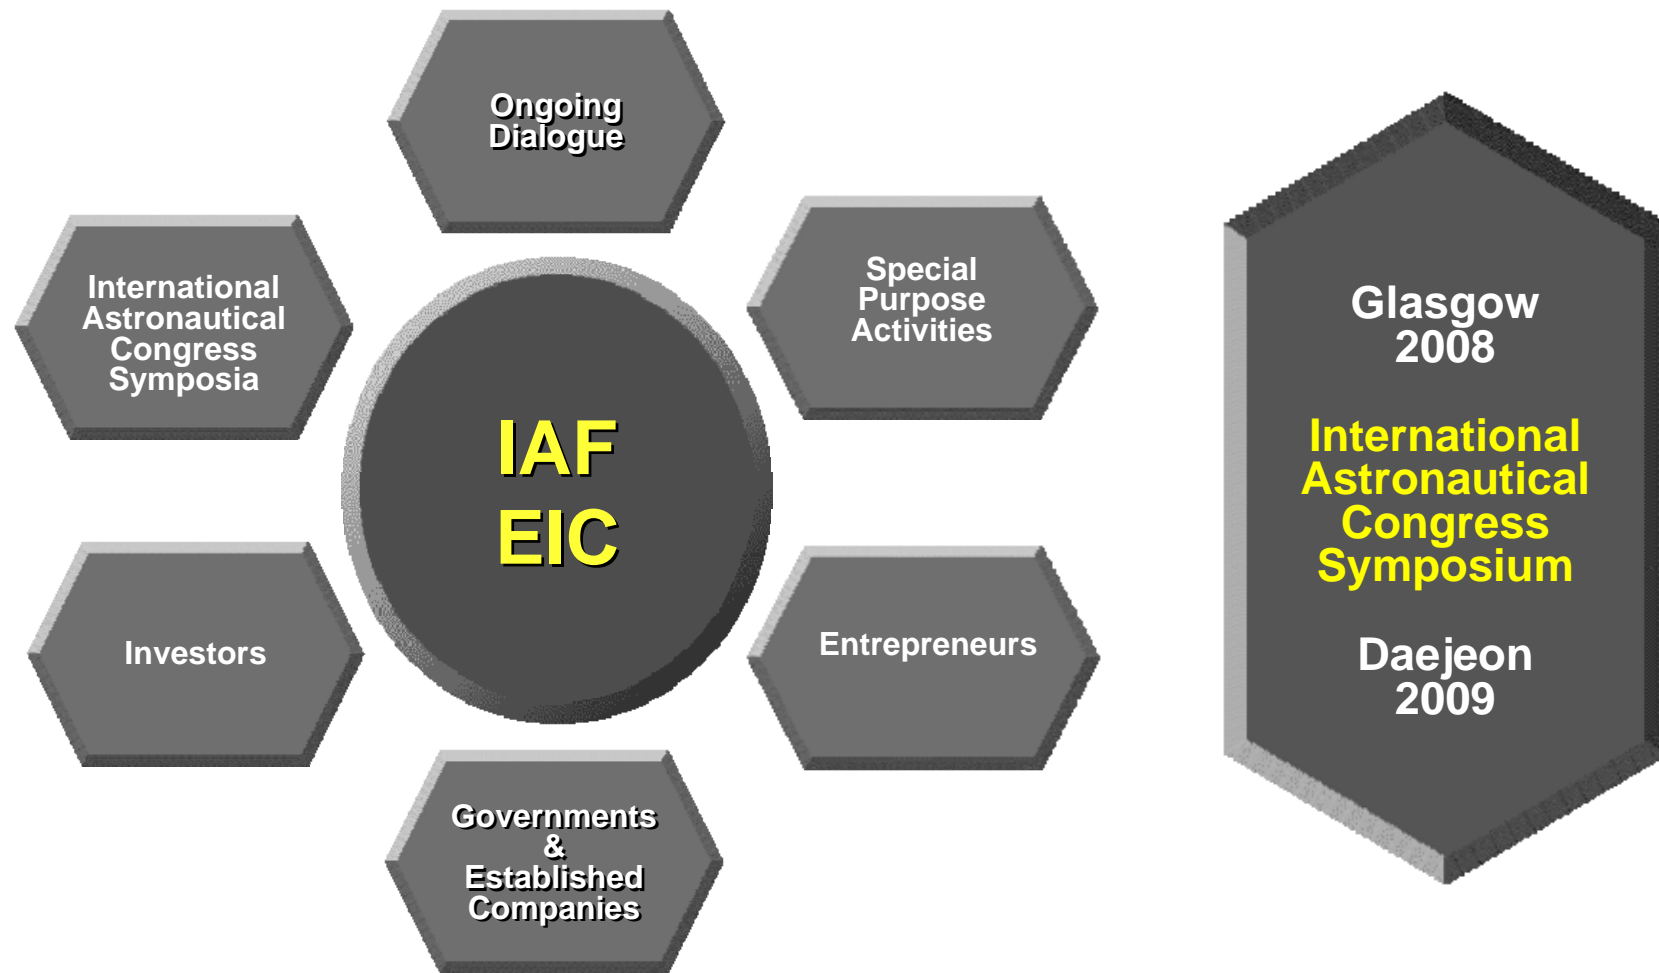 Ongoing
Dialogue
International
Astronautical
Congress
Symposia
Special
Purpose
Activities
IAF
EIC
Investors
Entrepreneurs
Governments
&
Established
Companies
Glasgow
2008
International
Astronautical
Congress
Symposium
Daejeon
2009